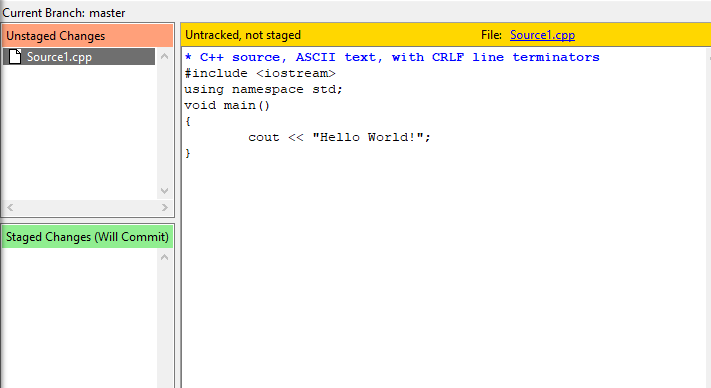 Current Branch: master
Unstaged Changes
Source1.cpp
Staged Changes (Will Commit)
Untracked, not staged File: Source1.cpp
* C++ source, ASCII text, with CRLF line terminators
#include <iostream>
using namespace std;
void main()
{
        cout << "Hello World!";
}